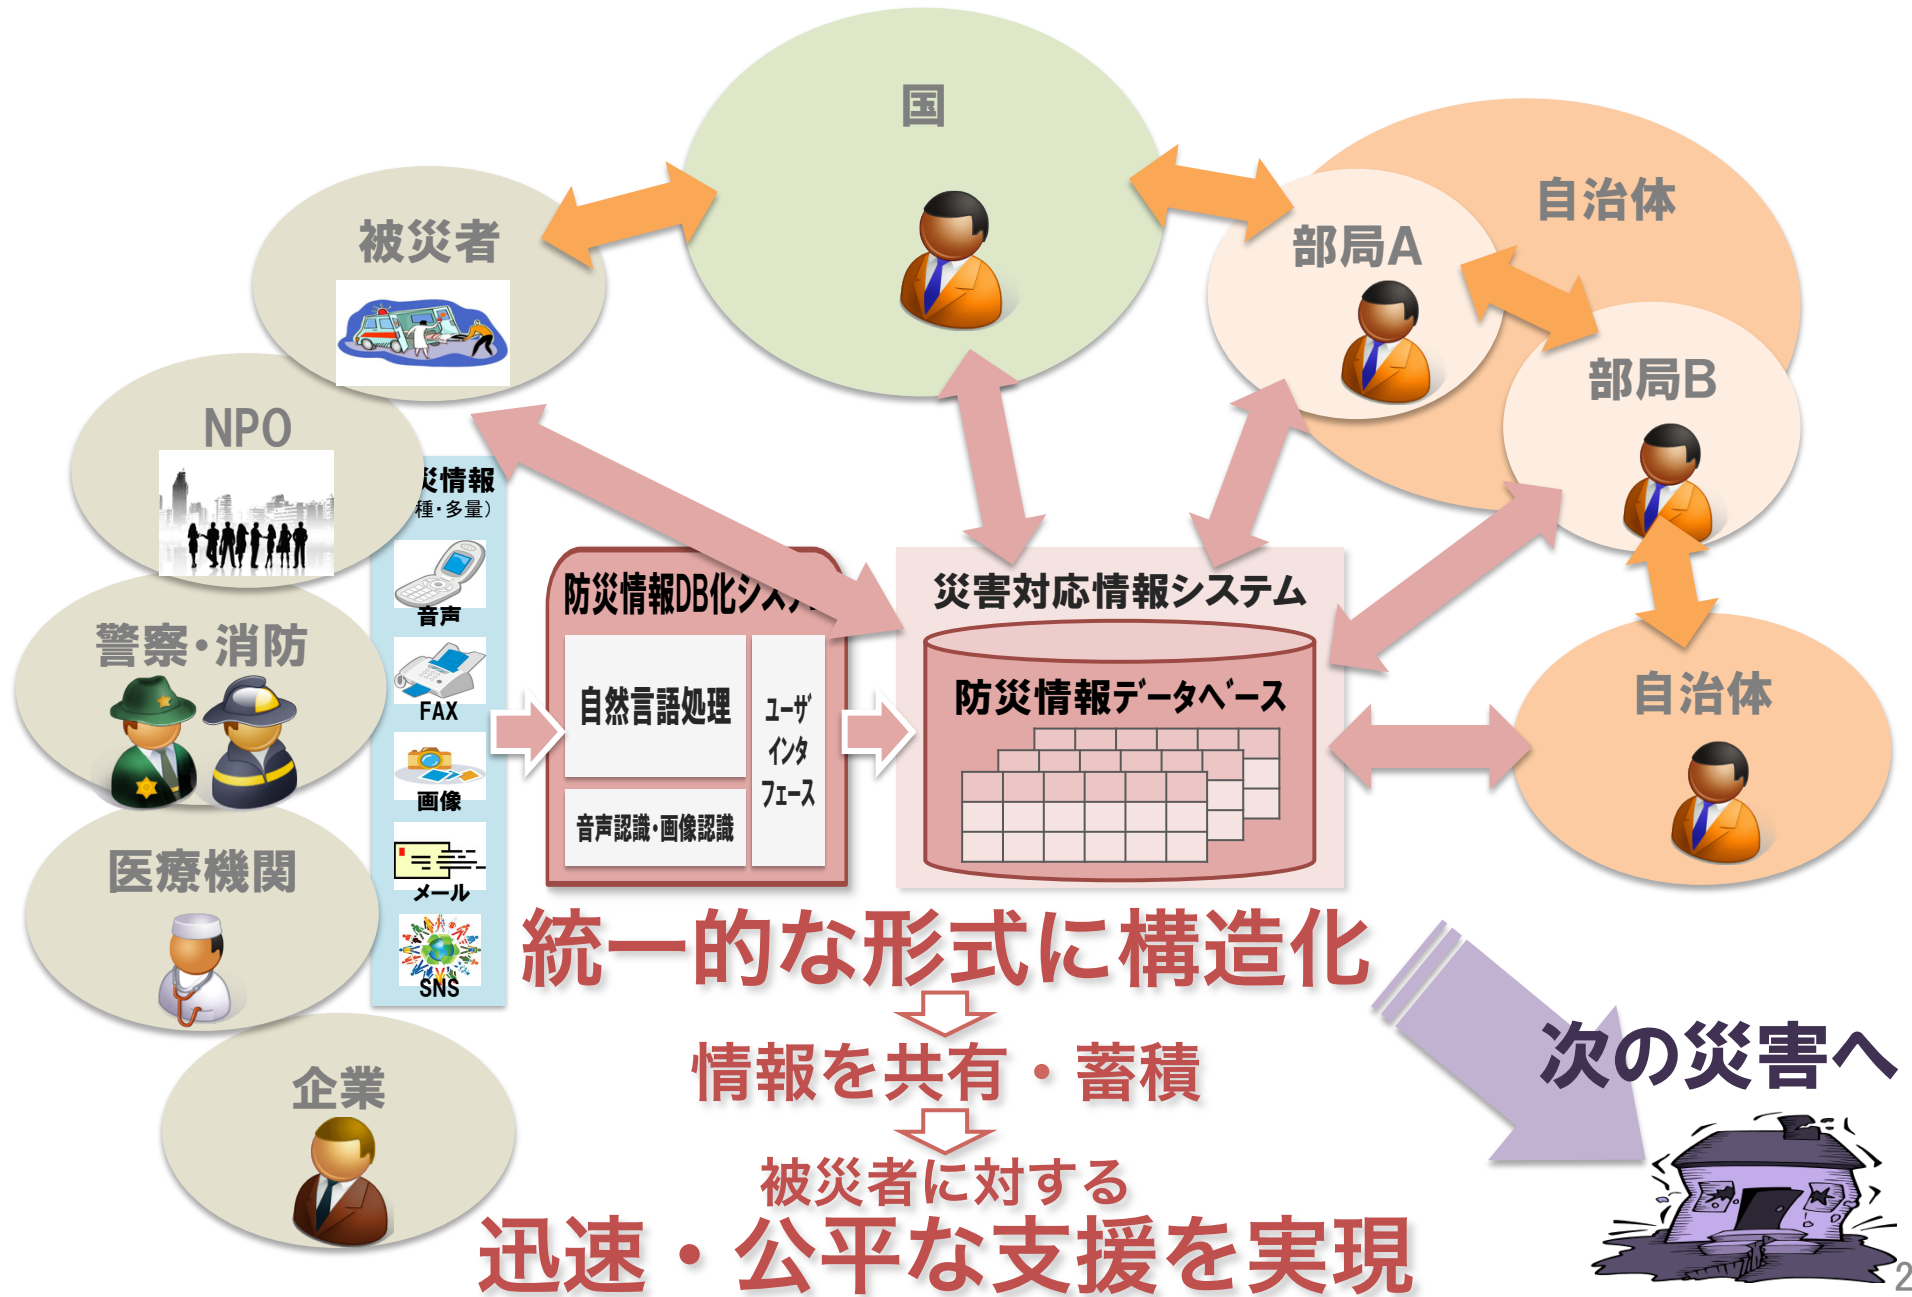 国
自治体
被災者
部局A
部局B
NPO
災情報
種・多量）
音声
FAX
画像
メール
SNS
警察・消防
医療機関
企業
防災情報DB化システム
自然言語処理
音声認識・画像認識
ユーザ
インタ
フェース
災害対応情報システム
防災情報データベース
自治体
統一的な形式に構造化
情報を共有・蓄積
被災者に対する
迅速・公平な支援を実現
次の災害へ
2